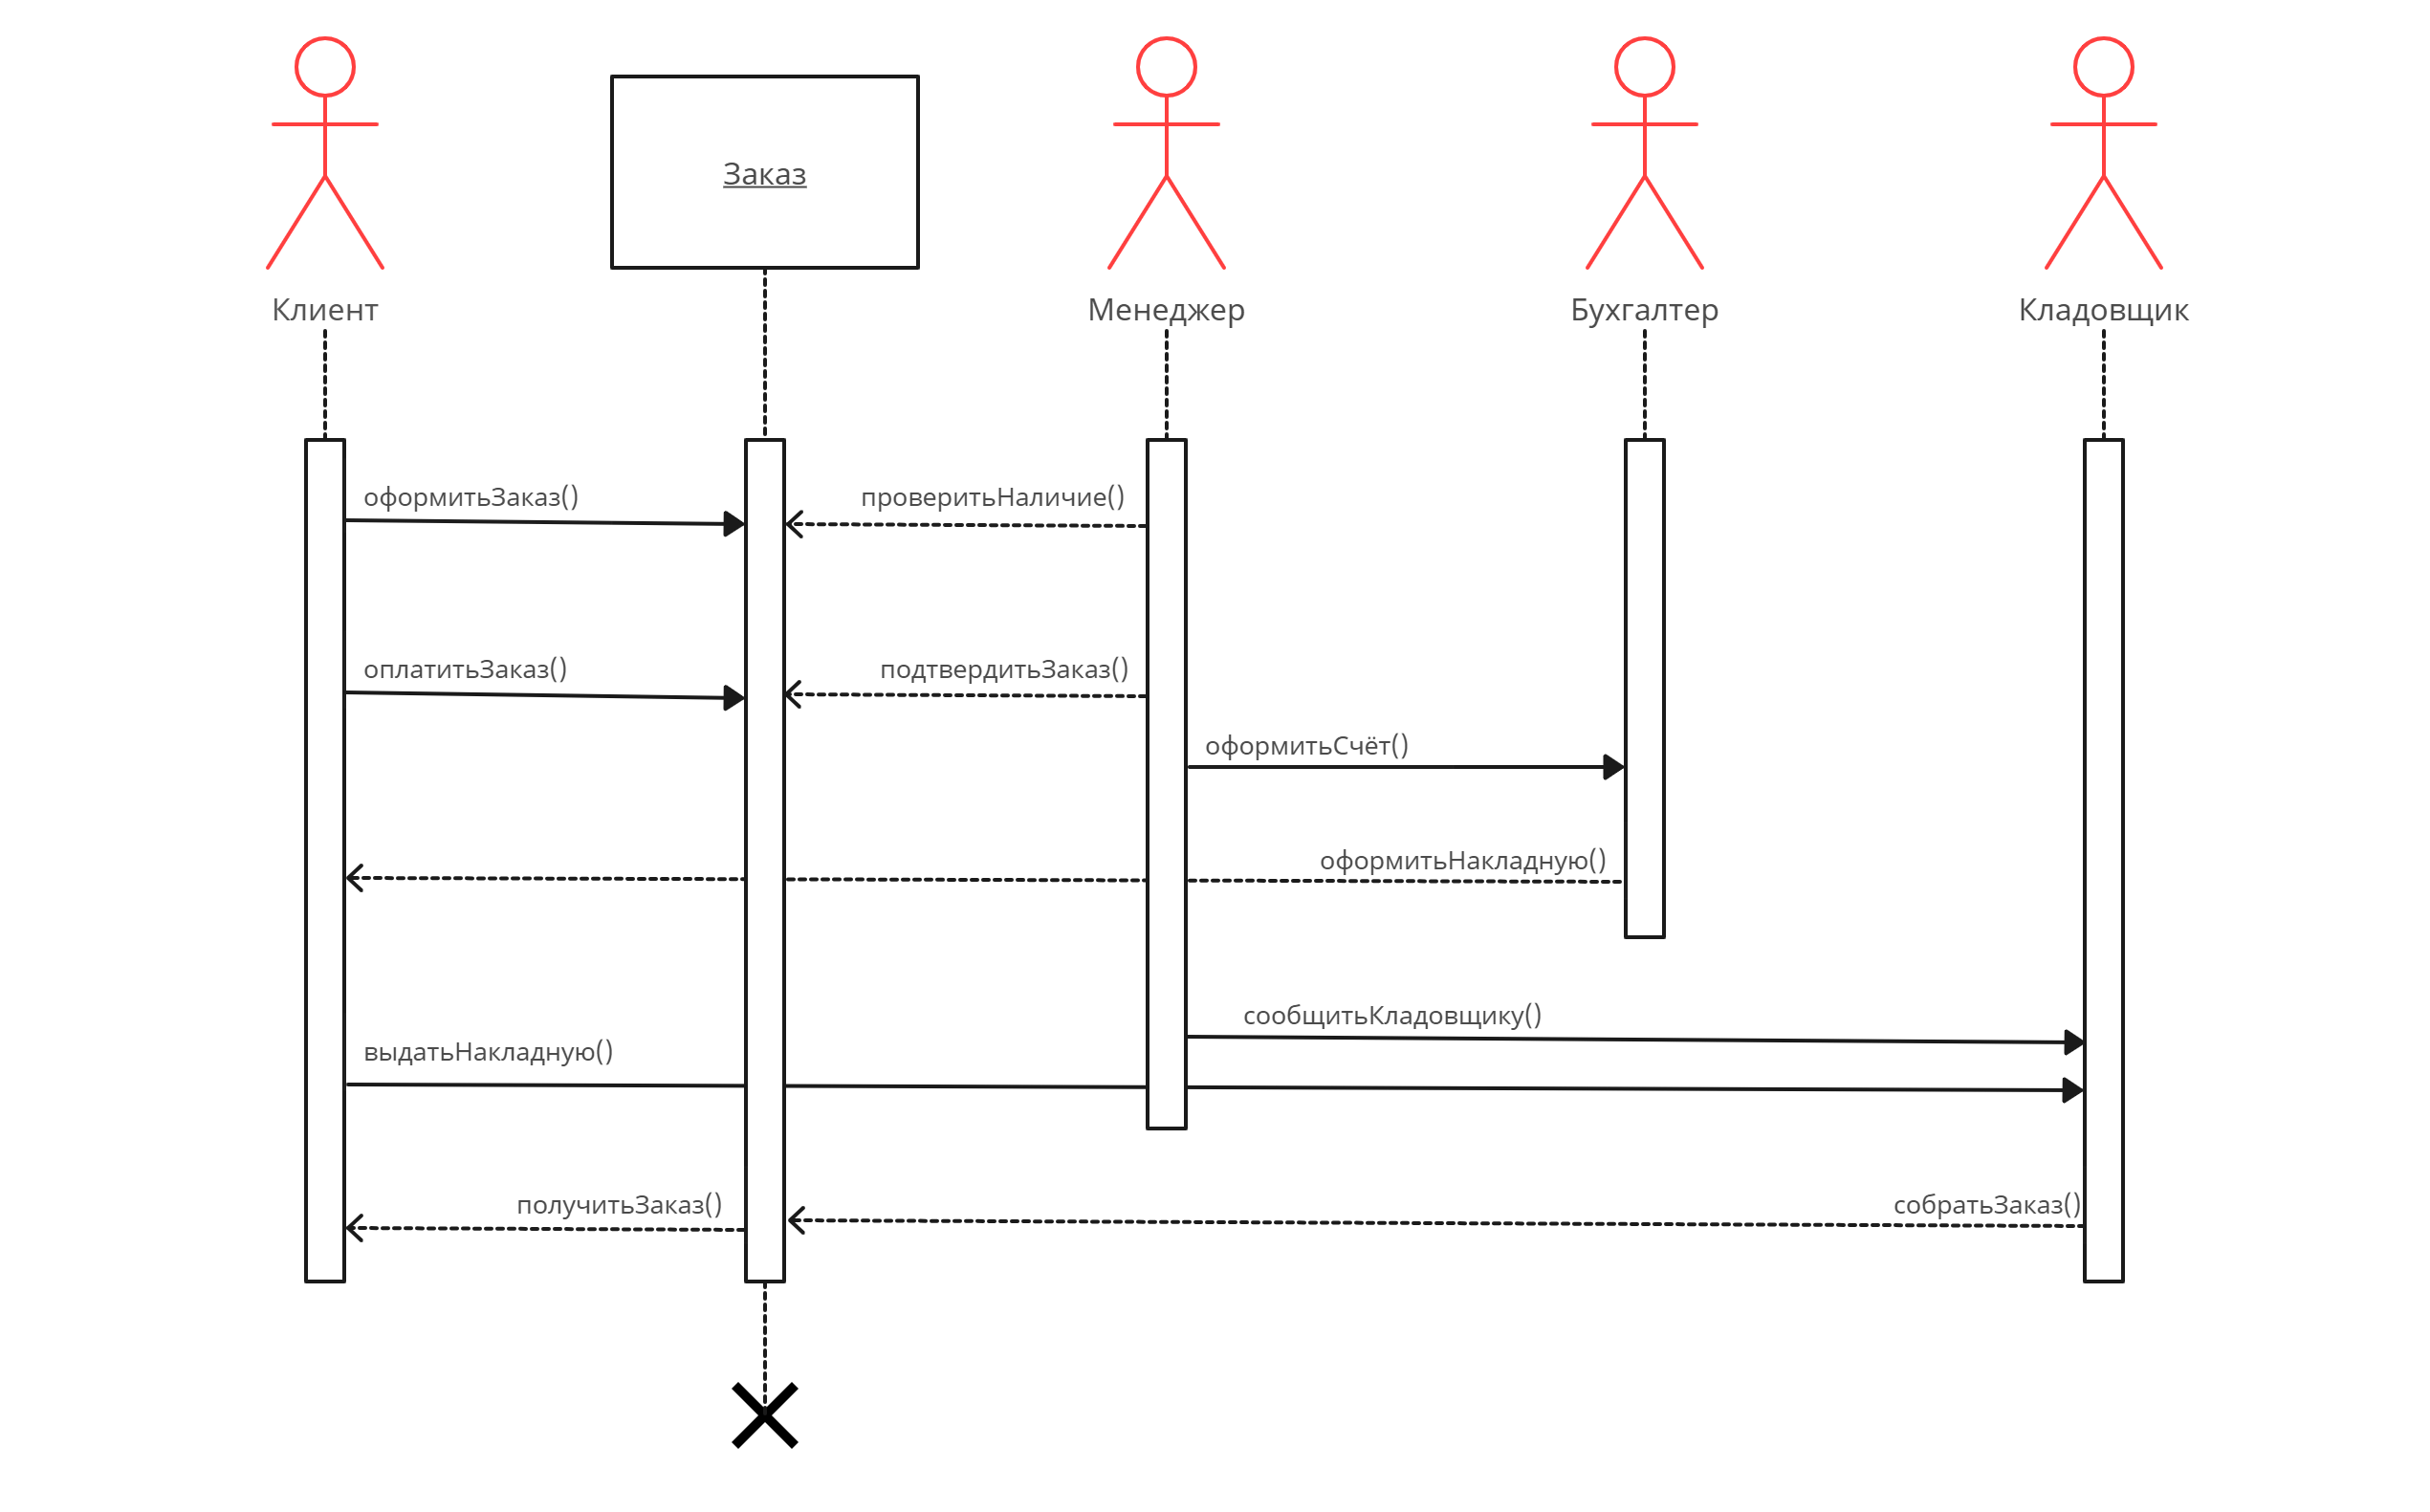 Заказ
Клиент
Менеджер
Бухгалтер
Кладовщик
оформитьЗаказ()
проверитьНаличие()
оплатитьЗаказ()
подтвердитьЗаказ()
оформитьСчёт()
оформитьНакладную()
сообщитьКладовщику()
выдатьНакладную()
получитьЗаказ()
собратьЗаказ()